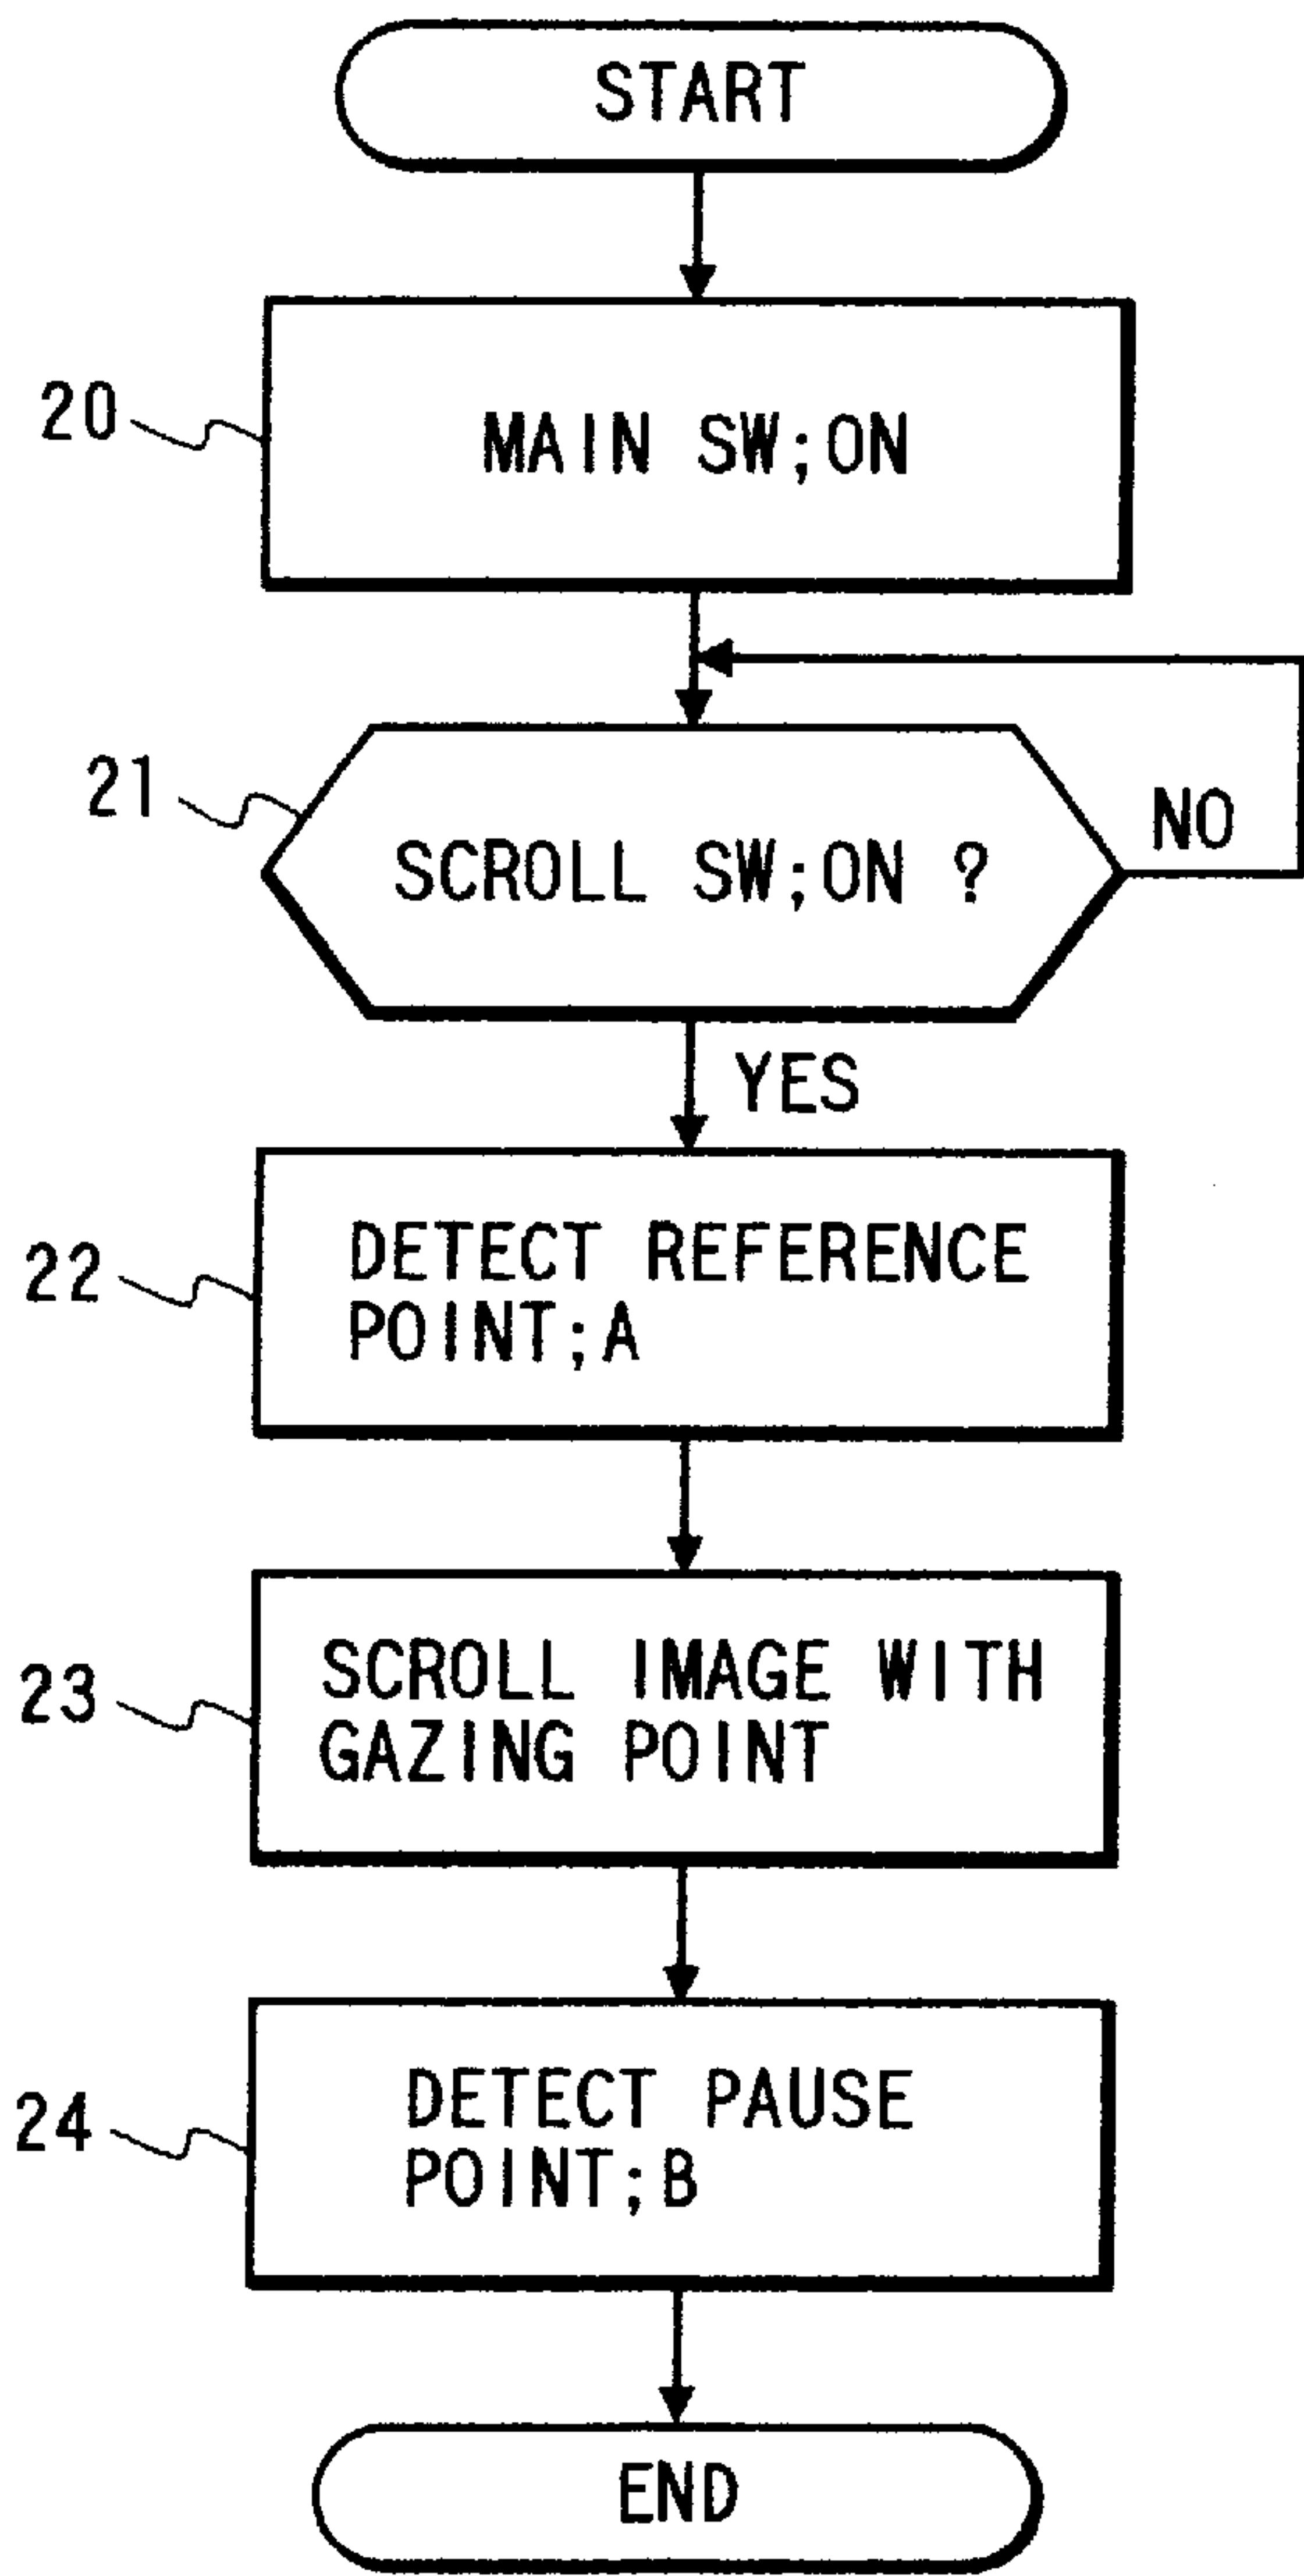 START
20
MAIN SW;ON
21
SCROLL SW;ON ?
NO
YES
22
DETECT REFERENCE
POINT;A
23
SCROLL IMAGE WITH
GAZING POINT
24
DETECT PAUSE
POINT;B
END